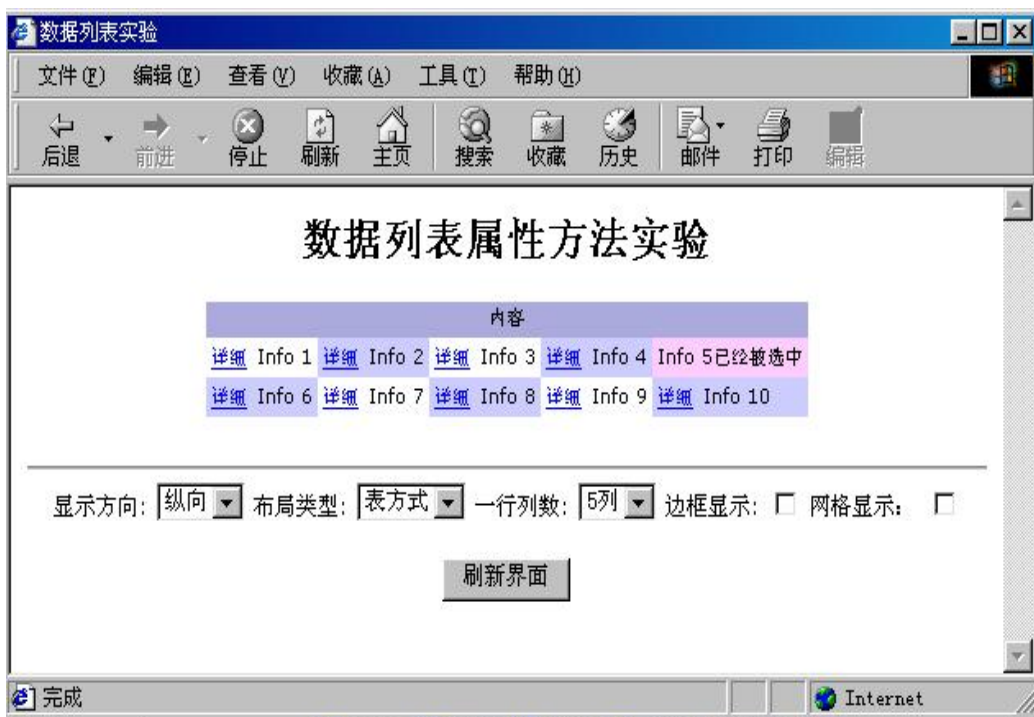 数据列表实验
文件(F) 编辑(E) 查看(V) 收藏(A) 工具(T) 帮助(H)
后退 前进 停止 刷新 主页 搜索 收藏 历史 邮件 打印 编辑
数据列表属性方法实验
内容
详细 Info 1 详细 Info 2 详细 Info 3 详细 Info 4 Info 5已经被选中
详细 Info 6 详细 Info 7 详细 Info 8 详细 Info 9 详细 Info 10
显示方向: 纵向 布局类型: 表方式 一行列数: 5列 边框显示: 网格显示:
刷新界面
完成 Internet